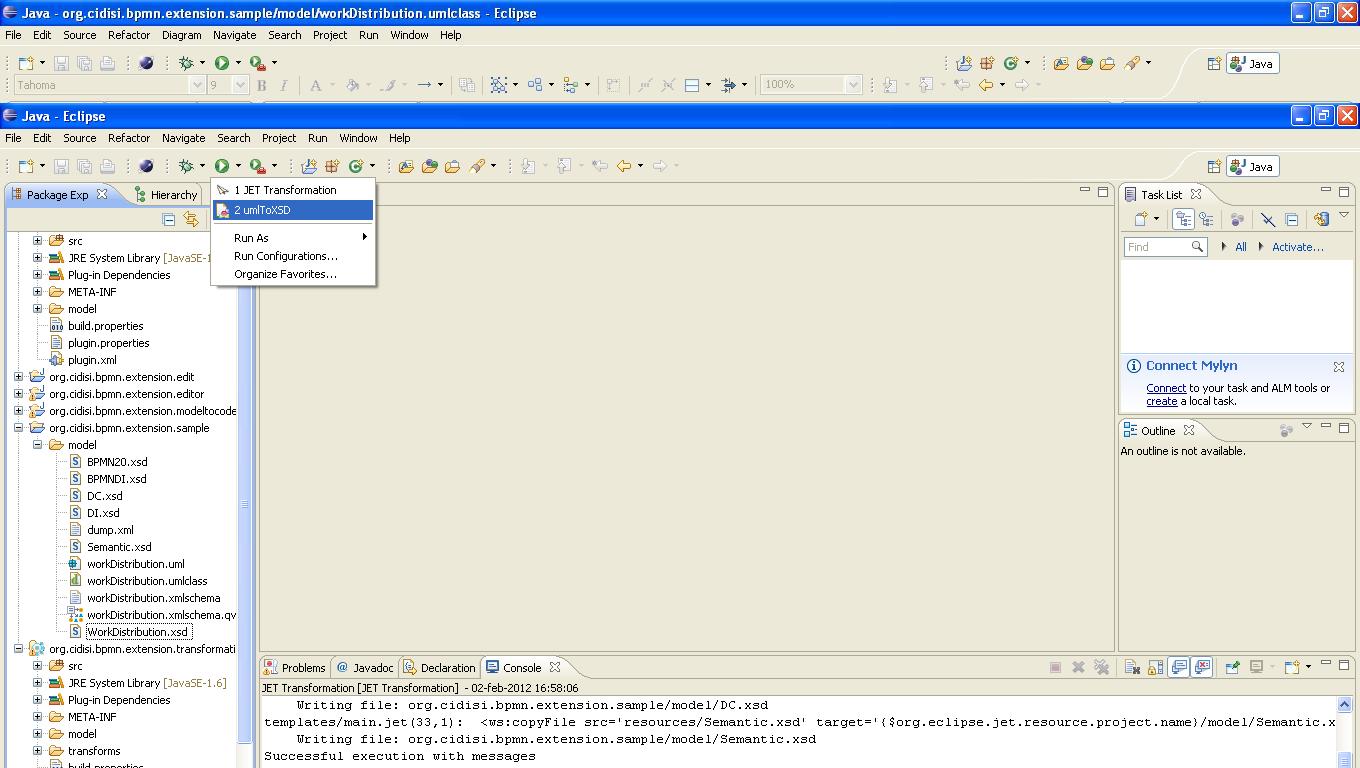 Java - org.cidisi.bpmn.extension.sample/model/workDistribution.umlclass - Eclipse
File Edit Source Refactor Diagram Navigate Search Project Run Window Help
Java
Tahoma 9 B I A 100%
Java - Eclipse
File Edit Source Refactor Navigate Search Project Run Window Help
Java
Package Exp Hierarchy
1 JET Transformation
2 umlToXSD
Run As
Run Configurations...
Organize Favorites...
src
JRE System Library [JavaSE-1
Plug-in Dependencies
META-INF
model
build.properties
plugin.properties
plugin.xml
org.cidisi.bpmn.extension.edit
org.cidisi.bpmn.extension.editor
org.cidisi.bpmn.extension.modeltocode
org.cidisi.bpmn.extension.sample
model
BPMN20.xsd
BPMNDI.xsd
DC.xsd
DI.xsd
dump.xml
Semantic.xsd
workDistribution.uml
workDistribution.umlclass
workDistribution.xmlschema
workDistribution.xmlschema.qv
WorkDistribution.xsd
org.cidisi.bpmn.extension.transformati
src
JRE System Library [JavaSE-1.6]
Plug-in Dependencies
META-INF
model
transforms
build.properties
Task List
Find All Activate...
Connect Mylyn
Connect to your task and ALM tools or
create a local task.
Outline
An outline is not available.
Problems @ Javadoc Declaration Console
JET Transformation [JET Transformation] - 02-feb-2012 16:58:06
Writing file: org.cidisi.bpmn.extension.sample/model/DC.xsd
templates/main.jet(33,1): <ws:copyFile src='resources/Semantic.xsd' target='{$org.eclipse.jet.resource.project.name}/model/Semantic.x
Writing file: org.cidisi.bpmn.extension.sample/model/Semantic.xsd
Successful execution with messages